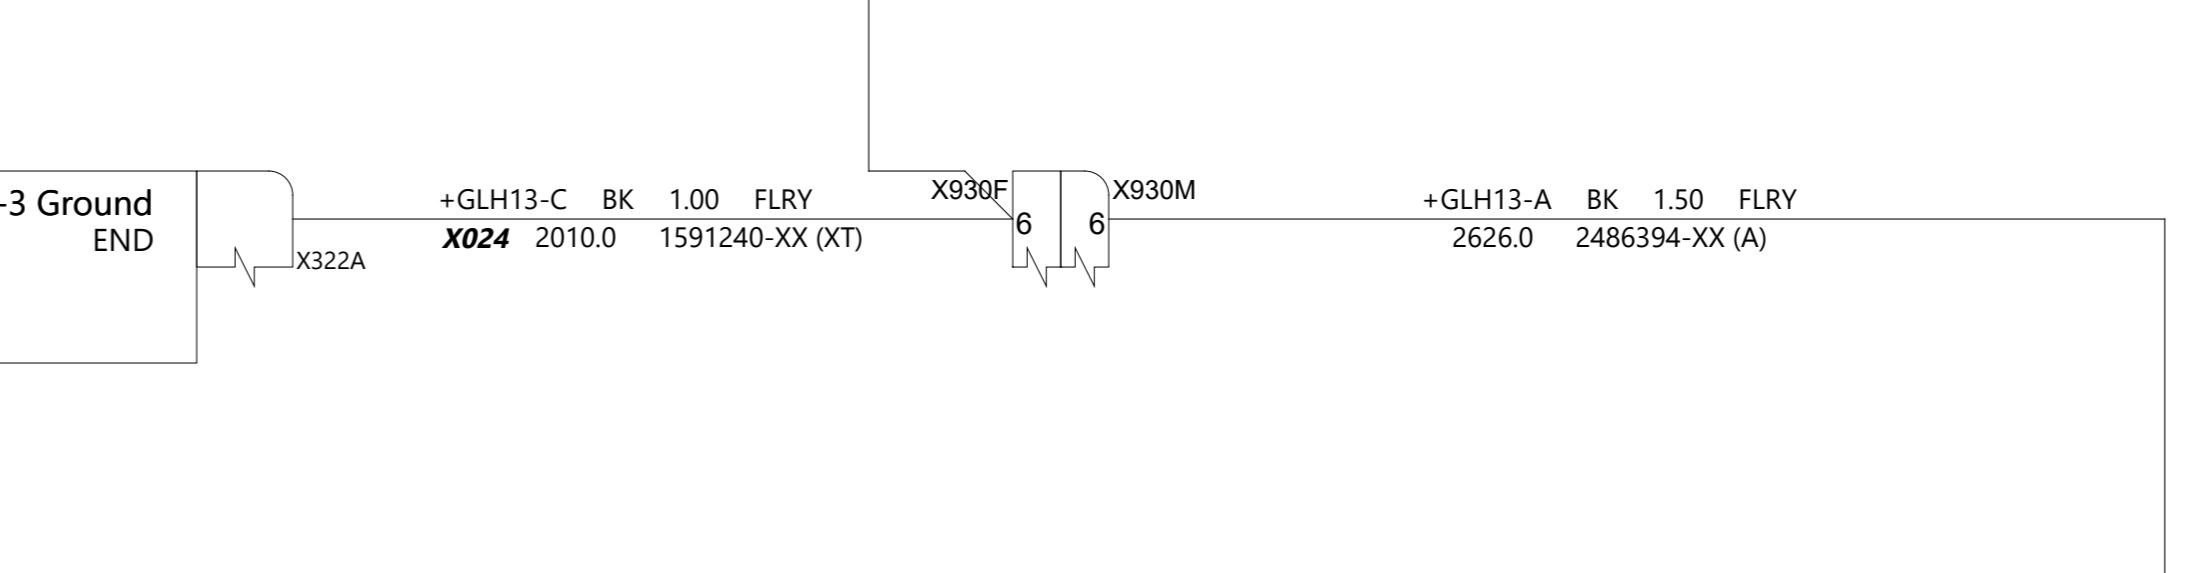 -3 Ground
END
X322A
+GLH13-C BK 1.00 FLRY
X024 2010.0 1591240-XX (XT)
X930F
6
6
X930M
+GLH13-A BK 1.50 FLRY
2626.0 2486394-XX (A)